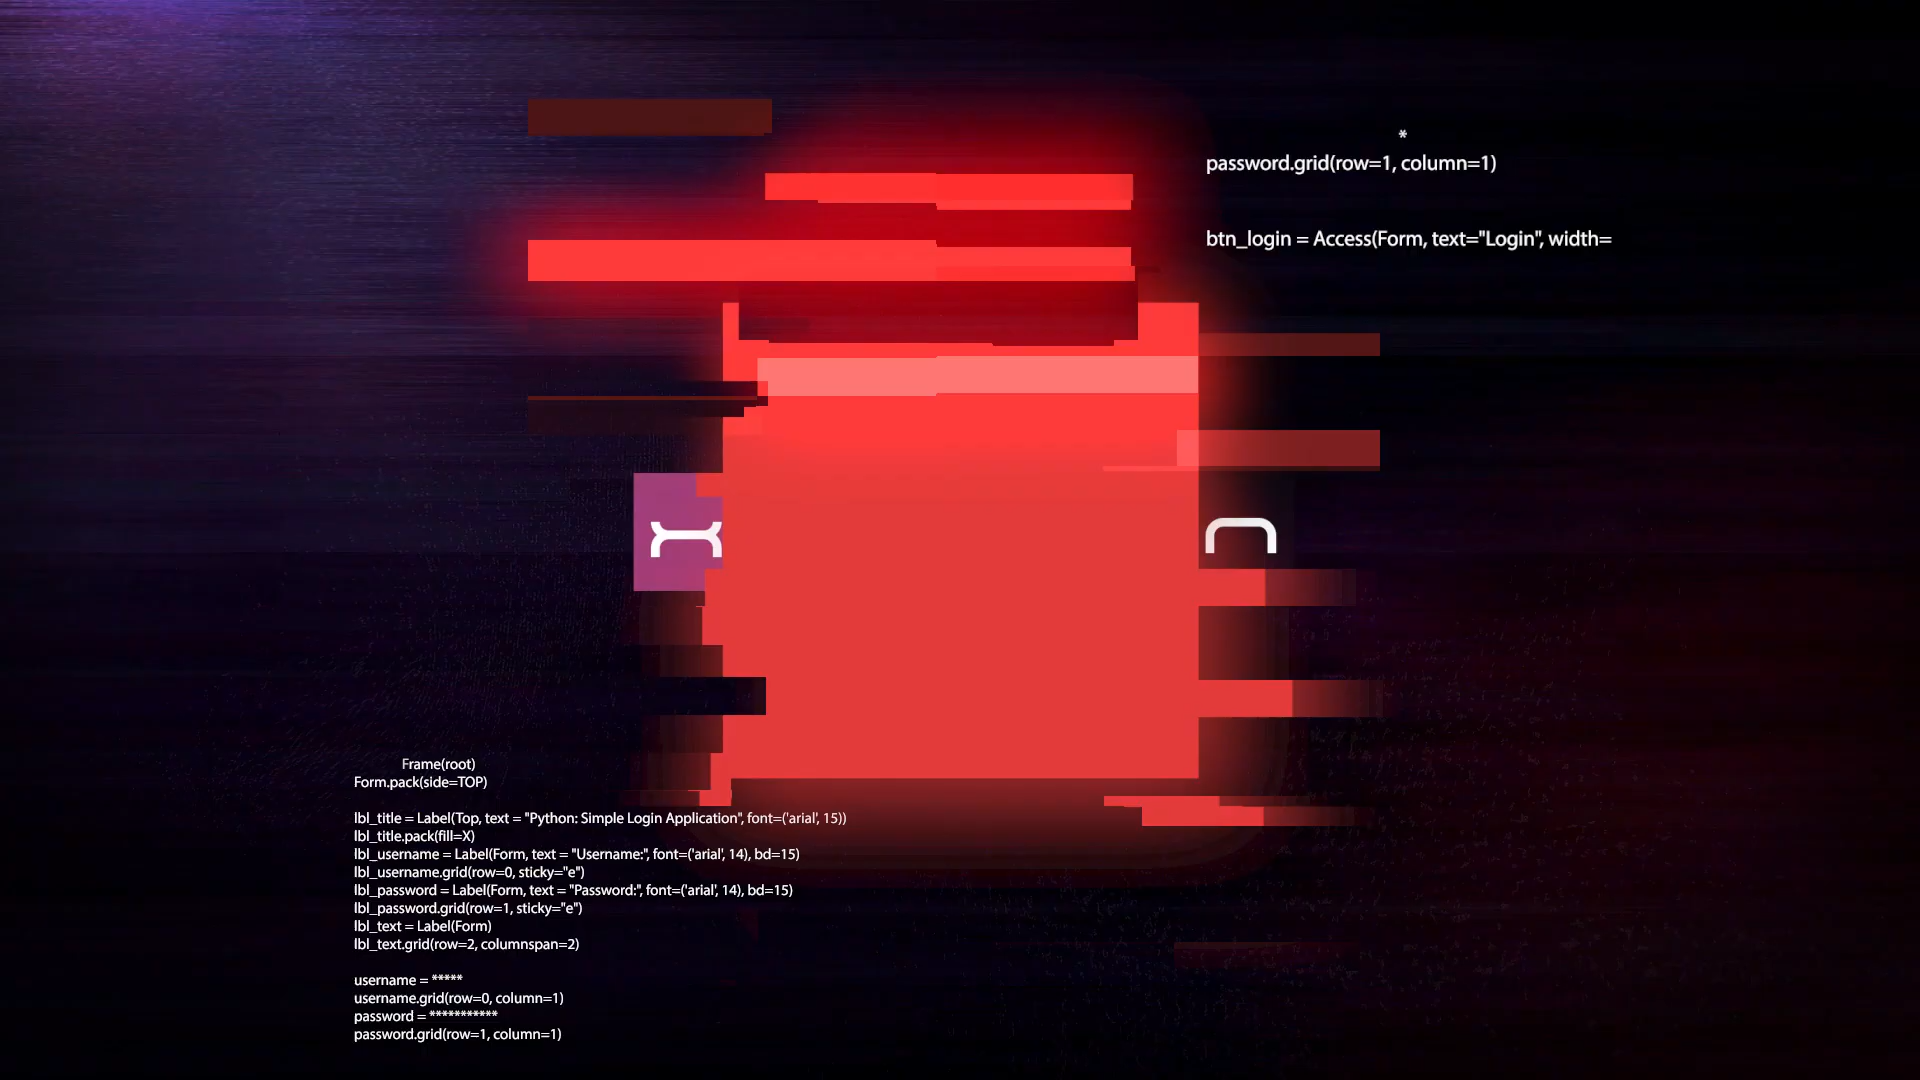 *
password.grid(row=1, column=1)
btn_login = Access(Form, text="Login", width=
Frame(root)
Form.pack(side=TOP)
lbl_title = Label(Top, text = "Python: Simple Login Application", font=('arial', 15))
lbl_title.pack(fill=X)
lbl_username = Label(Form, text = "Username:", font=('arial', 14), bd=15)
lbl_username.grid(row=0, sticky="e")
lbl_password = Label(Form, text = "Password:", font=('arial', 14), bd=15)
lbl_password.grid(row=1, sticky="e")
lbl_text = Label(Form)
lbl_text.grid(row=2, columnspan=2)
username = *****
username.grid(row=0, column=1)
password = ***********
password.grid(row=1, column=1)